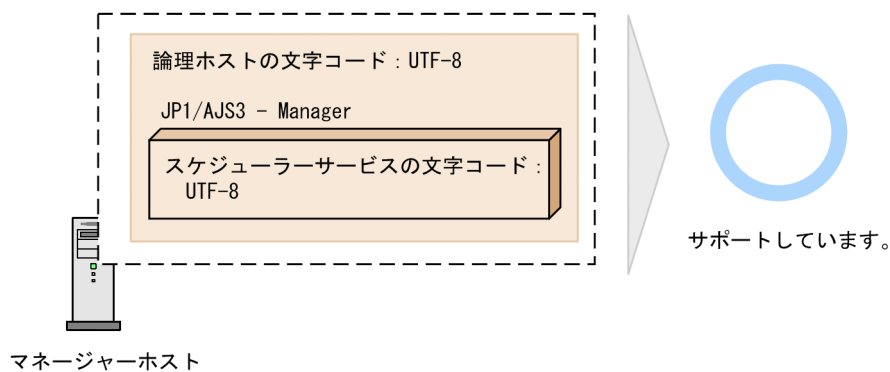 論理ホストの文字コード：UTF-8
JP1/AJS3 - Manager
スケジューラーサービスの文字コード：
UTF-8
サポートしています。
マネージャーホスト